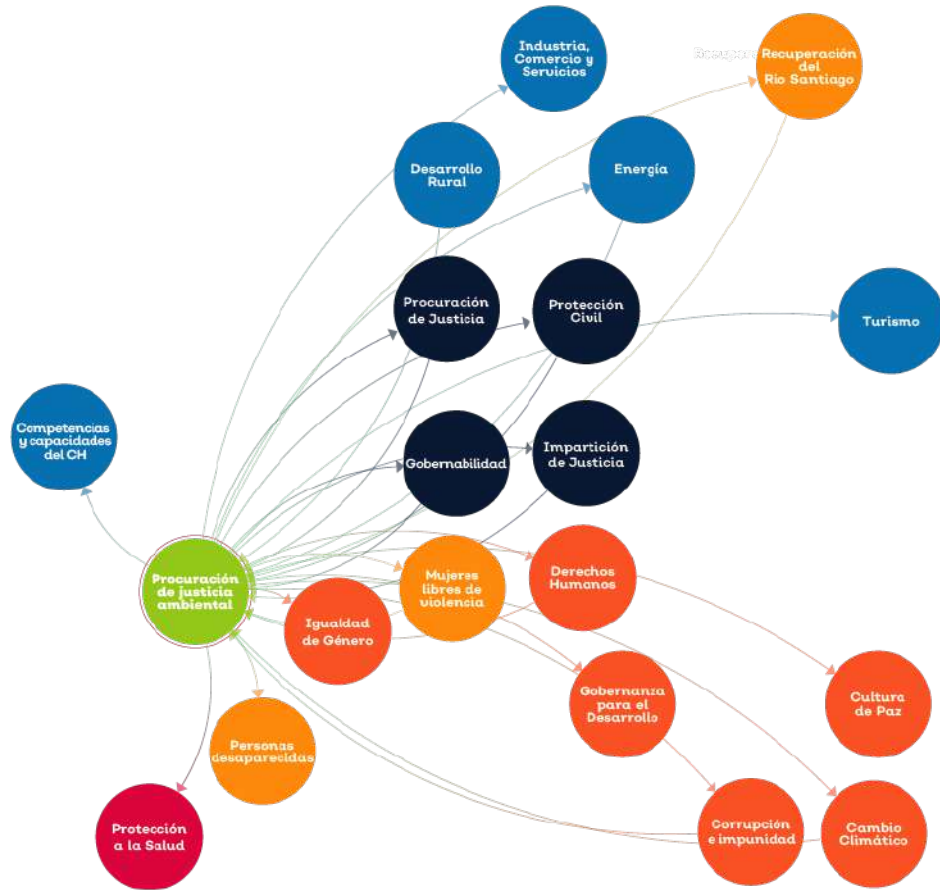 Industria,
Comercio y
Servicios
Recuperación
del
Rio Santiago
Desarrollo
Rural
Energía
Procuración
de Justicia
Protección
Civil
Turismo
Competencias
y capacidades
del CH
Gobernabilidad
Impartición
de Justicia
Procuración
de justicia
ambiental
Mujeres
libres de
violencia
Derechos
Humanos
Igualdad
de Género
Gobernanza
para el
Desarrollo
Cultura
de Paz
Personas
desaparecidas
Protección
a la Salud
Corrupción
e impunidad
Cambio
Climático